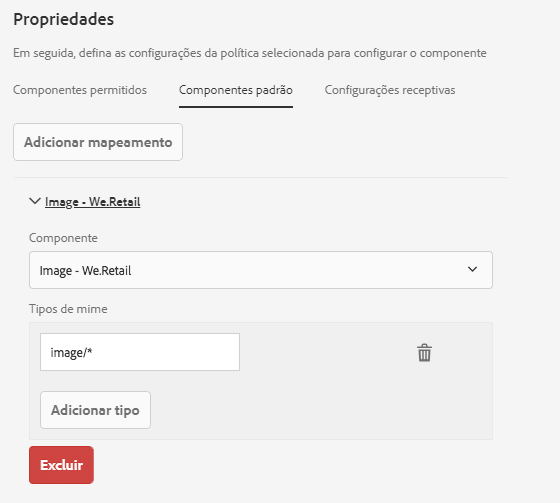 Propriedades
Em seguida, defina as configurações da política selecionada para configurar o componente
Componentes permitidos
Componentes padrão
Configurações receptivas
Adicionar mapeamento
Image - We.Retail
Componente
Image - We.Retail
Tipos de mime
image/*
Adicionar tipo
Excluir